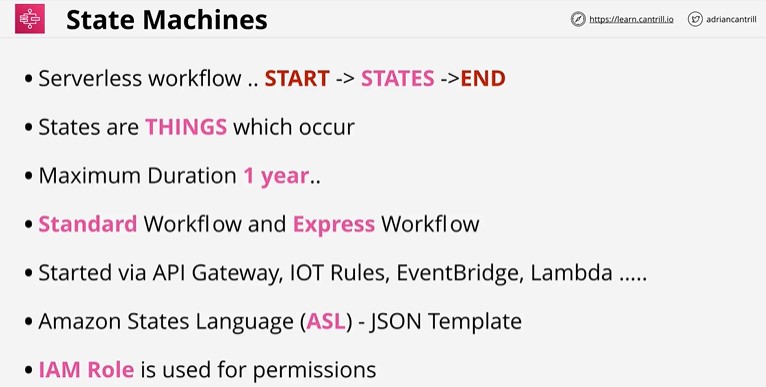 State Machines
https://learn.cantrill.io
adriancantrill
• Serverless workflow .. START -> STATES ->END
• States are THINGS which occur
• Maximum Duration 1 year..
• Standard Workflow and Express Workflow
• Started via API Gateway, IOT Rules, EventBridge, Lambda .....
• Amazon States Language (ASL) - JSON Template
• IAM Role is used for permissions